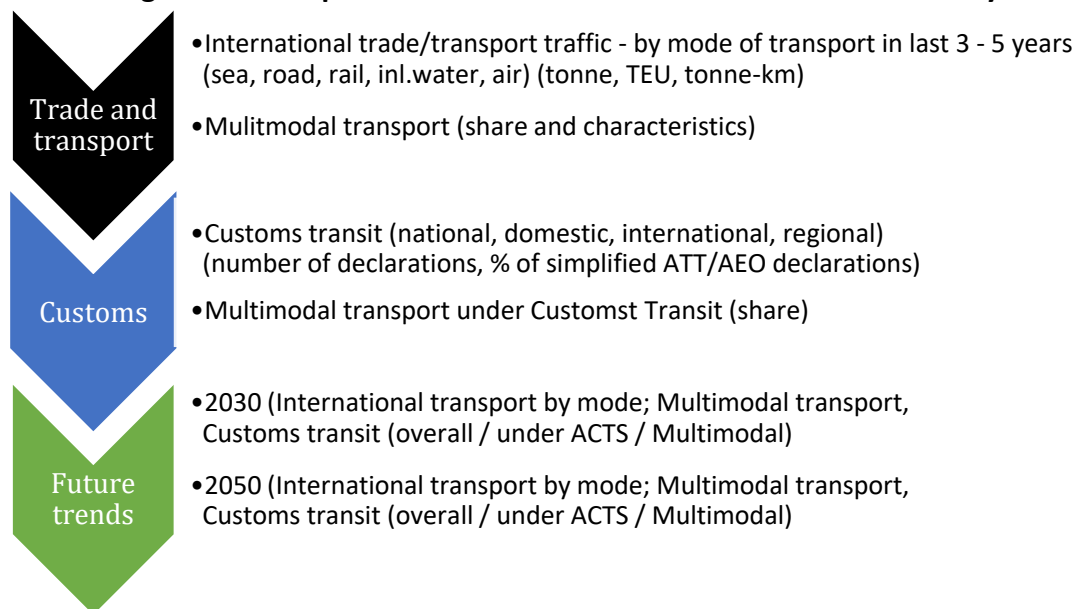 Trade and
transport
•International trade/transport traffic - by mode of transport in last 3 - 5 years
(sea, road, rail, inl.water, air) (tonne, TEU, tonne-km)
•Mulitmodal transport (share and characteristics)
Customs
•Customs transit (national, domestic, international, regional)
(number of declarations, % of simplified ATT/AEO declarations)
•Multimodal transport under Customst Transit (share)
Future
trends
•2030 (International transport by mode; Multimodal transport,
Customs transit (overall / under ACTS / Multimodal)
•2050 (International transport by mode; Multimodal transport,
Customs transit (overall / under ACTS / Multimodal)